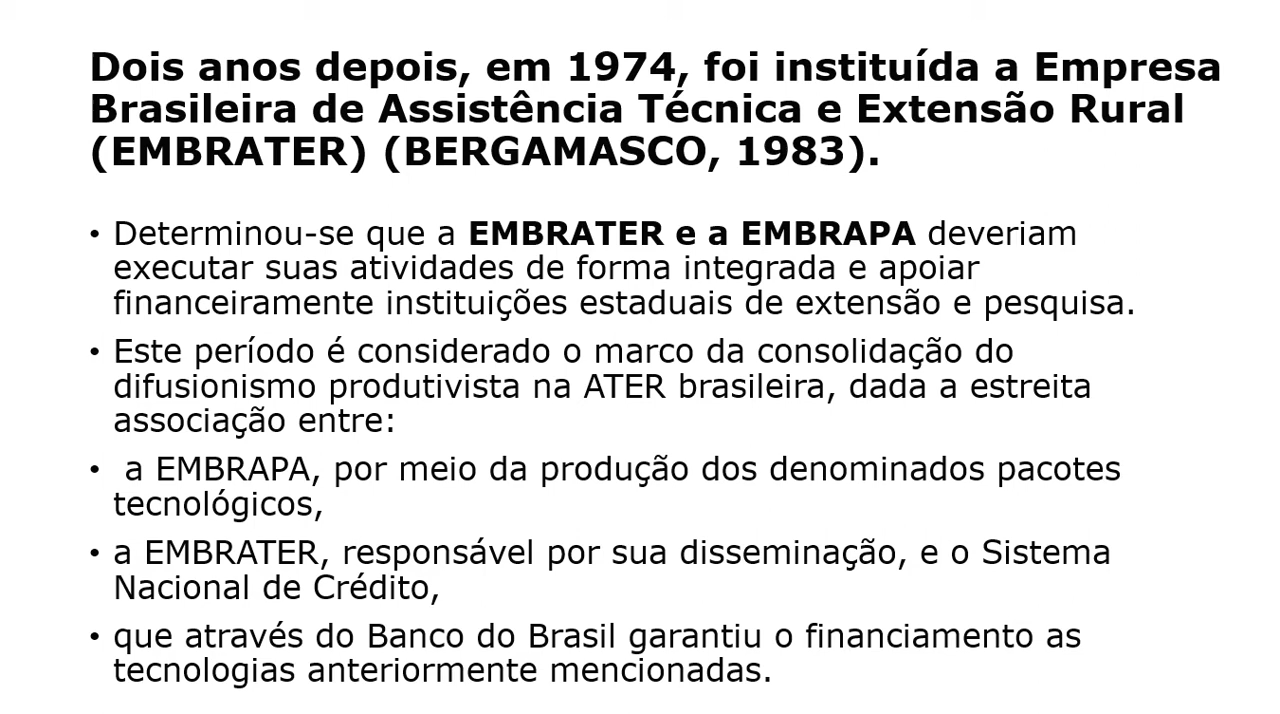 Dois anos depois, em 1974, foi instituída a Empresa
Brasileira de Assistência Técnica e Extensão Rural
(EMBRATER) (BERGAMASCO, 1983).
• Determinou-se que a EMBRATER e a EMBRAPA deveriam
executar suas atividades de forma integrada e apoiar
financeiramente instituições estaduais de extensão e pesquisa.
• Este período é considerado o marco da consolidação do
difusionismo produtivista na ATER brasileira, dada a estreita
associação entre:
• a EMBRAPA, por meio da produção dos denominados pacotes
tecnológicos,
• a EMBRATER, responsável por sua disseminação, e o Sistema
Nacional de Crédito,
• que através do Banco do Brasil garantiu o financiamento as
tecnologias anteriormente mencionadas.